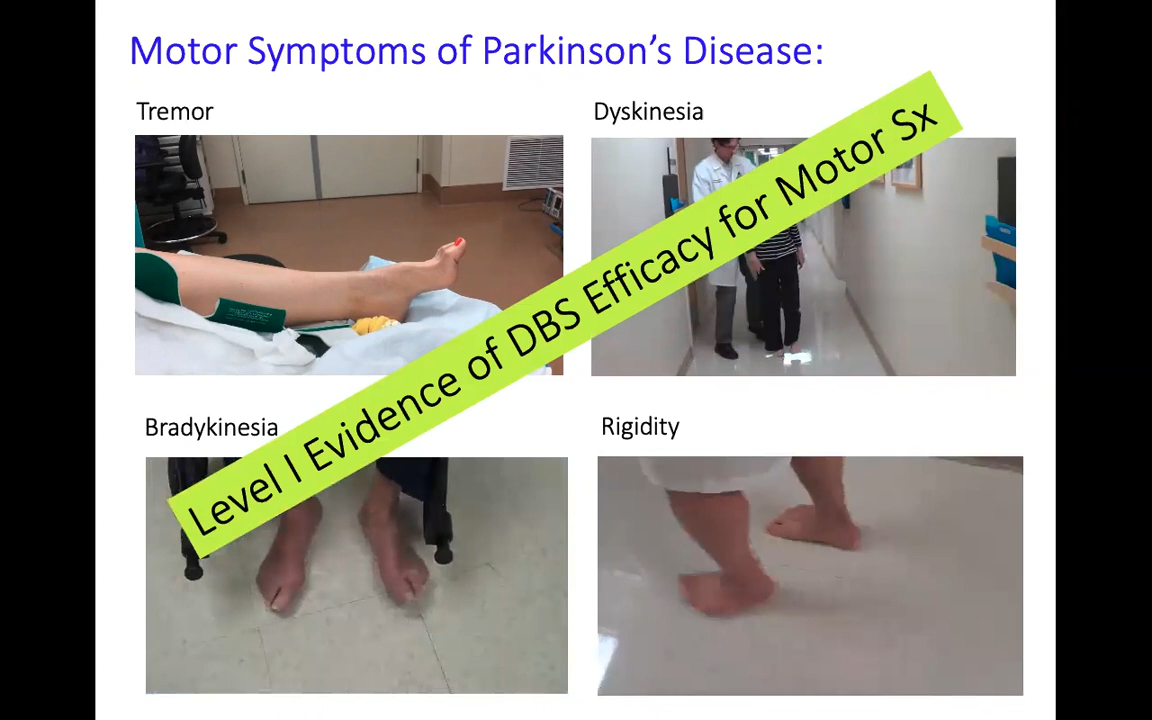 Motor Symptoms of Parkinson's Disease:
Tremor
Dyskinesia
Level I Evidence of DBS Efficacy for Motor Sx
Bradykinesia
Rigidity